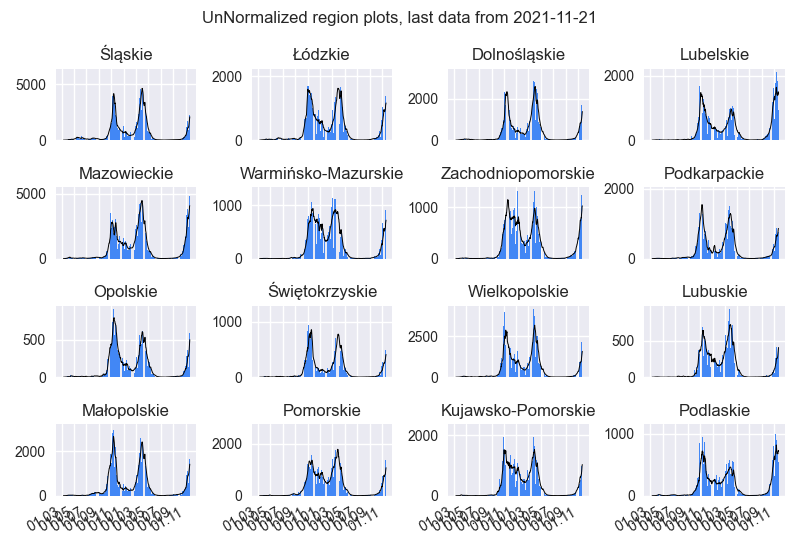 UnNormalized region plots, last data from 2021-11-21
Śląskie Łódzkie Dolnośląskie Lubelskie
5000 2000 2000 2000
0 0 0 0
Mazowieckie Warmińsko-Mazurskie Zachodniopomorskie Podkarpackie
5000 1000 1000 2000
0 0 0 0
Opolskie Świętokrzyskie Wielkopolskie Lubuskie
500 1000 2500 500
0 0 0 0
Małopolskie Pomorskie Kujawsko-Pomorskie Podlaskie
2000 2000 2000 1000
0 0 0 0